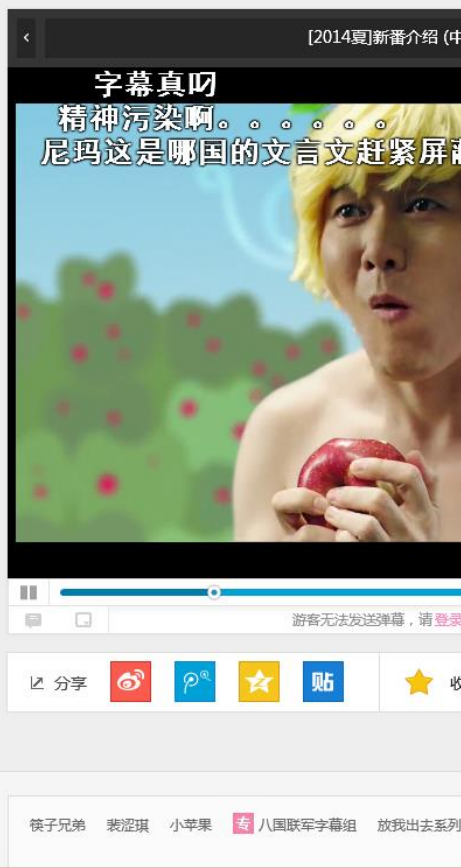 [2014夏]新番介绍 (中
字幕真叼
精神污染啊。。。。。。
尼玛这是哪国的文言文赶紧屏蔽
游客无法发送弹幕，请登录
分享
贴
收
筷子兄弟 裴涩琪 小苹果 专 八国联军字幕组 放我出去系列